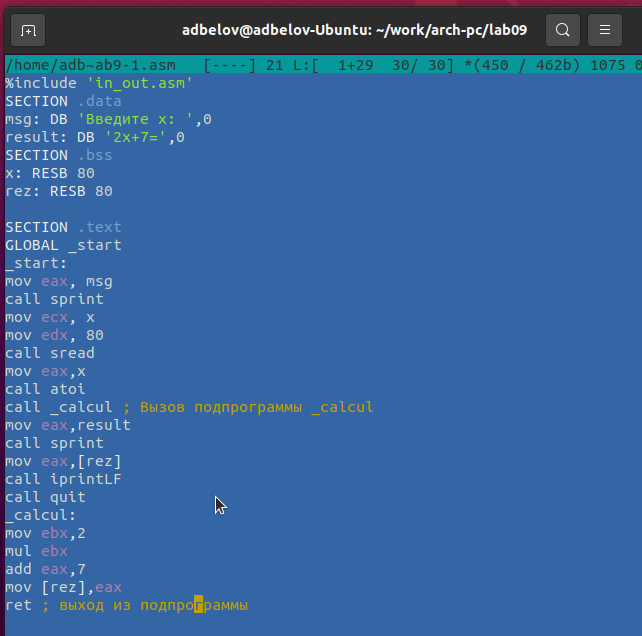 adbelov@adbelov-Ubuntu: ~/work/arch-pc/lab09
/home/adb~ab9-1.asm   [----] 21 L:[  1+29  30/ 30] *(450 / 462b) 1075 0
%include 'in_out.asm'
SECTION .data
msg: DB 'Введите x: ',0
result: DB '2x+7=',0
SECTION .bss
x: RESB 80
rez: RESB 80
SECTION .text
GLOBAL _start
_start:
mov eax, msg
call sprint
mov ecx, x
mov edx, 80
call sread
mov eax,x
call atoi
call _calcul ; Вызов подпрограммы _calcul
mov eax,result
call sprint
mov eax,[rez]
call iprintLF
call quit
_calcul:
mov ebx,2
mul ebx
add eax,7
mov [rez],eax
ret ; выход из подпрограммы